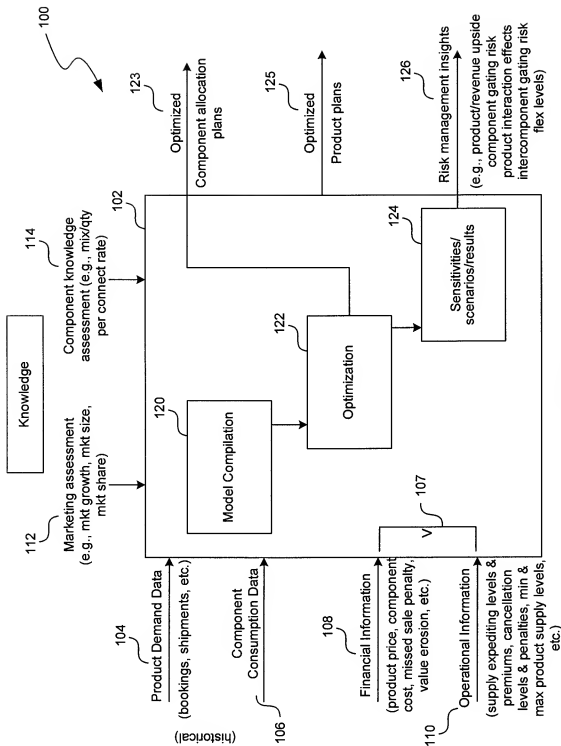 100
Knowledge
112
Marketing assessment
(e.g., mkt growth, mkt size,
mkt share)
114
Component knowledge
assessment (e.g., mix/qty
per connect rate)
102
(historical)
104
Product Demand Data
(bookings, shipments, etc.)
106
Component
Consumption Data
108
Financial Information
(product price, component
cost, missed sale penalty,
value erosion, etc.)
107
V
110
Operational Information
(supply expediting levels &
premiums, cancellation
levels & penalties, min &
max product supply levels,
etc.)
120
Model Compilation
122
Optimization
124
Sensitivities/
scenarios/results
123
Optimized
Component allocation
plans
125
Optimized
Product plans
126
Risk management insights
(e.g., product/revenue upside
component gating risk
product interaction effects
intercomponent gating risk
flex levels)